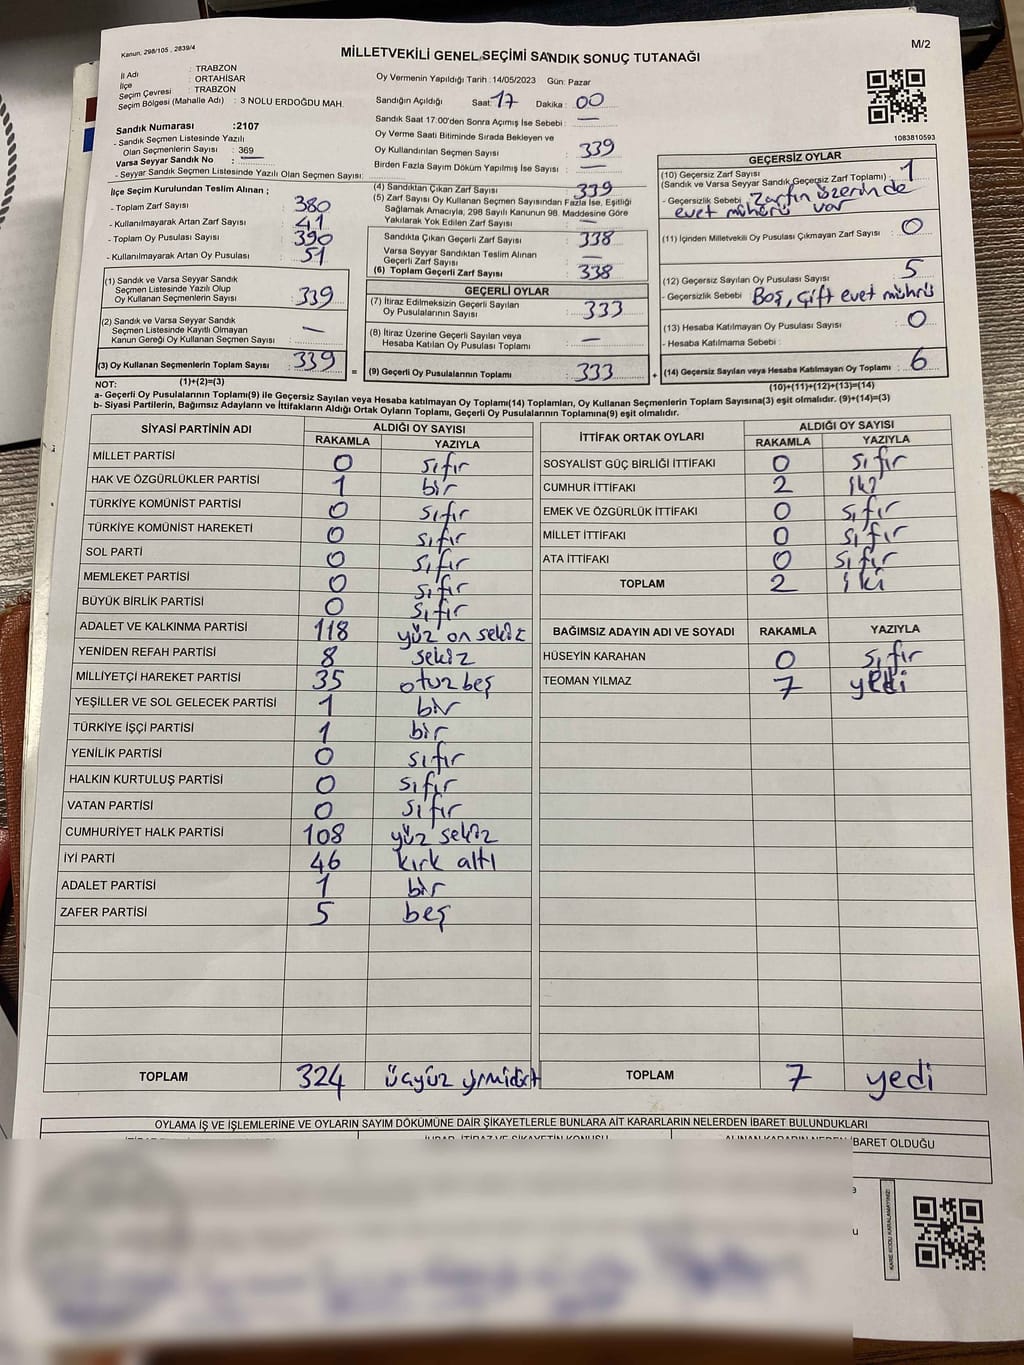 Kanun, 298/105 , 2839/4
MİLLETVEKİLİ GENEL SEÇİMİ SANDIK SONUÇ TUTANAĞI
M/2
İl Adı : TRABZON
İlçe : ORTAHİSAR
Seçim Çevresi : TRABZON
Seçim Bölgesi (Mahalle Adı) : 3 NOLU ERDOĞDU MAH.
Sandık Numarası :2107
- Sandık Seçmen Listesinde Yazılı
Olan Seçmenlerin Sayısı : 369
Varsa Seyyar Sandık No : —
- Seyyar Sandık Seçmen Listesinde Yazılı Olan Seçmen Sayısı:
Oy Vermenin Yapıldığı Tarih : 14/05/2023 Gün: Pazar
Sandığın Açıldığı Saat: 17 Dakika : 00
Sandık Saat 17:00'den Sonra Açımış İse Sebebi : —
Oy Verme Saati Bitiminde Sırada Bekleyen ve
Oy Kullandırılan Seçmen Sayısı : 339
Birden Fazla Sayım Döküm Yapılmış İse Sayısı : —
1083810593
İlçe Seçim Kurulundan Teslim Alınan ;
- Toplam Zarf Sayısı : 380
- Kullanılmayarak Artan Zarf Sayısı : 41
- Toplam Oy Pusulası Sayısı : 390
- Kullanılmayarak Artan Oy Pusulası : 51
(1) Sandık ve Varsa Seyyar Sandık
Seçmen Listesinde Yazılı Olup
Oy Kullanan Seçmenlerin Sayısı : 339
(2) Sandık ve Varsa Seyyar Sandık
Seçmen Listesinde Kayıtlı Olmayan
Kanun Gereği Oy Kullanan Seçmen Sayısı : —
(3) Oy Kullanan Seçmenlerin Toplam Sayısı : 339
(1)+(2)=(3)
(4) Sandıktan Çıkan Zarf Sayısı : 339
(5) Zarf Sayısı Oy Kullanan Seçmen Sayısından Fazla İse, Eşitliği
Sağlamak Amacıyla, 298 Sayılı Kanunun 98. Maddesine Göre
Yakılarak Yok Edilen Zarf Sayısı : —
Sandıkta Çıkan Geçerli Zarf Sayısı : 338
Varsa Seyyar Sandıktan Teslim Alınan
Geçerli Zarf Sayısı : —
(6) Toplam Geçerli Zarf Sayısı : 338
GEÇERLİ OYLAR
(7) İtiraz Edilmeksizin Geçerli Sayılan
Oy Pusulalarının Sayısı : 333
(8) İtiraz Üzerine Geçerli Sayılan veya
Hesaba Katılan Oy Pusulası Toplamı : —
= (9) Geçerli Oy Pusulalarının Toplamı : 333
GEÇERSİZ OYLAR
(10) Geçersiz Zarf Sayısı
(Sandık ve Varsa Seyyar Sandık Geçersiz Zarf Toplamı) : 1
- Geçersizlik Sebebi : Zarfın üzerinde
evet mührü var
(11) İçinden Milletvekili Oy Pusulası Çıkmayan Zarf Sayısı : 0
(12) Geçersiz Sayılan Oy Pusulası Sayısı : 5
- Geçersizlik Sebebi : Boş, çift evet mührü
(13) Hesaba Katılmayan Oy Pusulası Sayısı : 0
- Hesaba Katılmama Sebebi :
+ (14) Geçersiz Sayılan veya Hesaba Katılmayan Oy Toplamı : 6
(10)+(11)+(12)+(13)=(14)
NOT:
a- Geçerli Oy Pusulalarının Toplamı(9) ile Geçersiz Sayılan veya Hesaba katılmayan Oy Toplamı(14) Toplamları, Oy Kullanan Seçmenlerin Toplam Sayısına(3) eşit olmalıdır. (9)+(14)=(3)
b- Siyasi Partilerin, Bağımsız Adayların ve İttifakların Aldığı Ortak Oyların Toplamı, Geçerli Oy Pusulalarının Toplamına(9) eşit olmalıdır.
SİYASİ PARTİNİN ADI ALDIĞI OY SAYISI
RAKAMLA YAZIYLA
MİLLET PARTİSİ 0 sıfır
HAK VE ÖZGÜRLÜKLER PARTİSİ 1 bir
TÜRKİYE KOMÜNİST PARTİSİ 0 sıfır
TÜRKİYE KOMÜNİST HAREKETİ 0 sıfır
SOL PARTİ 0 sıfır
MEMLEKET PARTİSİ 0 sıfır
BÜYÜK BİRLİK PARTİSİ 0 sıfır
ADALET VE KALKINMA PARTİSİ 118 yüz on sekiz
YENİDEN REFAH PARTİSİ 8 sekiz
MİLLİYETÇİ HAREKET PARTİSİ 35 otuz beş
YEŞİLLER VE SOL GELECEK PARTİSİ 1 bir
TÜRKİYE İŞÇİ PARTİSİ 1 bir
YENİLİK PARTİSİ 0 sıfır
HALKIN KURTULUŞ PARTİSİ 0 sıfır
VATAN PARTİSİ 0 sıfır
CUMHURİYET HALK PARTİSİ 108 yüz sekiz
İYİ PARTİ 46 kırk altı
ADALET PARTİSİ 1 bir
ZAFER PARTİSİ 5 beş
TOPLAM 324 üçyüz yirmidört
İTTİFAK ORTAK OYLARI ALDIĞI OY SAYISI
RAKAMLA YAZIYLA
SOSYALİST GÜÇ BİRLİĞİ İTTİFAKI 0 sıfır
CUMHUR İTTİFAKI 2 iki
EMEK VE ÖZGÜRLÜK İTTİFAKI 0 sıfır
MİLLET İTTİFAKI 0 sıfır
ATA İTTİFAKI 0 sıfır
TOPLAM 2 iki
BAĞIMSIZ ADAYIN ADI VE SOYADI RAKAMLA YAZIYLA
HÜSEYİN KARAHAN 0 sıfır
TEOMAN YILMAZ 7 yedi
TOPLAM 7 yedi
OYLAMA İŞ VE İŞLEMLERİNE VE OYLARIN SAYIM DÖKÜMÜNE DAİR ŞİKAYETLERLE BUNLARA AİT KARARLARIN NELERDEN İBARET BULUNDUKLARI
İHBAR, İTİRAZ VE ŞİKAYETİN KONUSU ALINAN KARARIN NEDEN İBARET OLDUĞU
KARE KODU KARALAMAYINIZ!